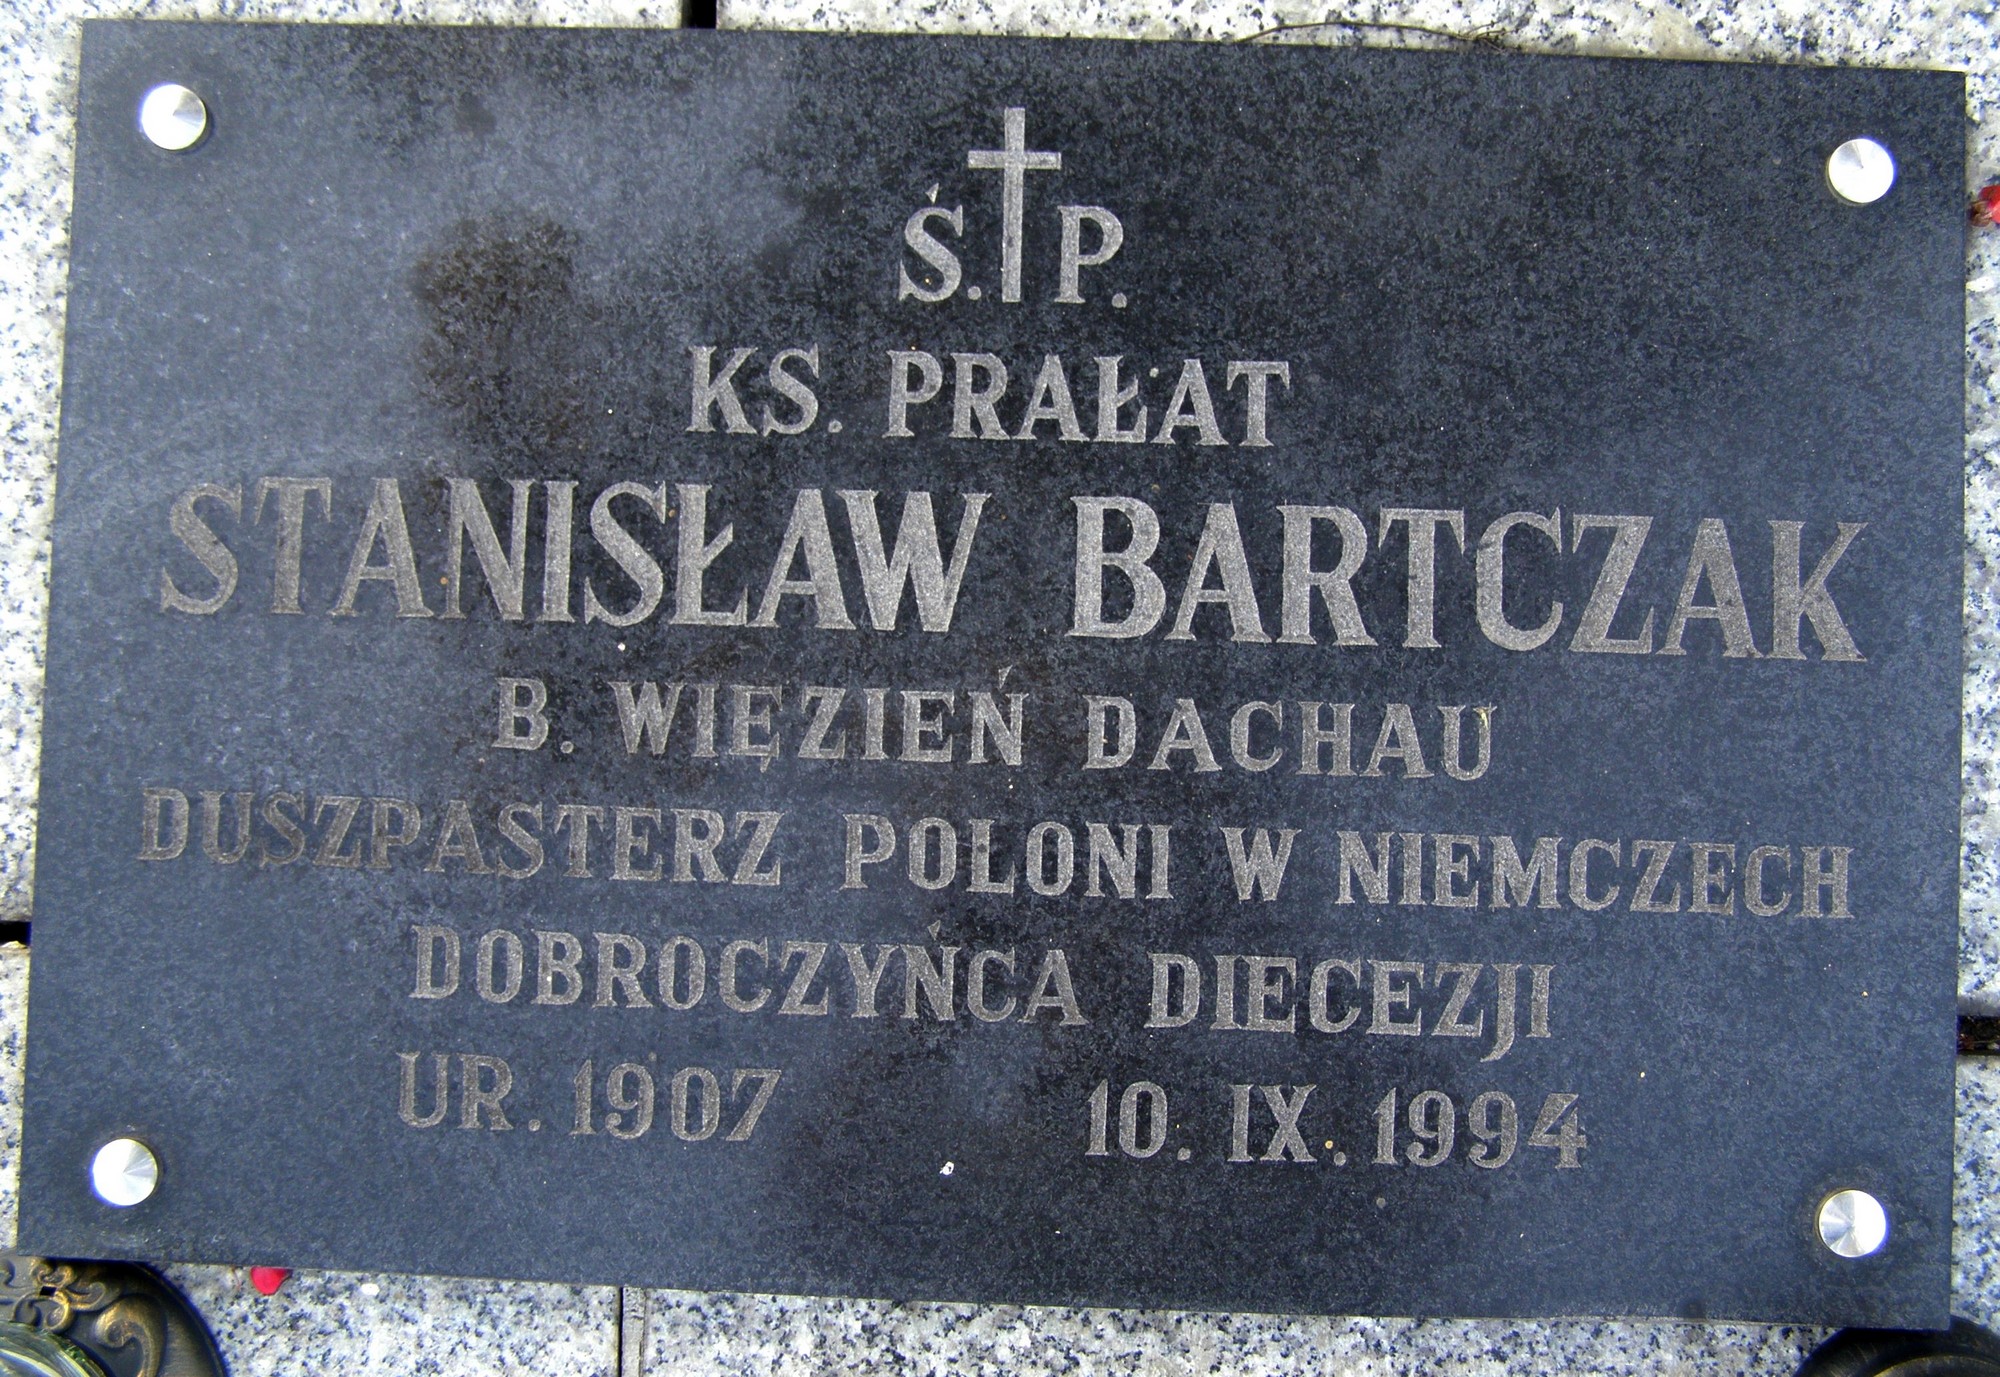 Ś. P.
KS. PRAŁAT
STANISŁAW BARTCZAK
B. WIĘZIEŃ DACHAU
DUSZPASTERZ POLONI W NIEMCZECH
DOBROCZYŃCA DIECEZJI
UR. 1907 10. IX. 1994